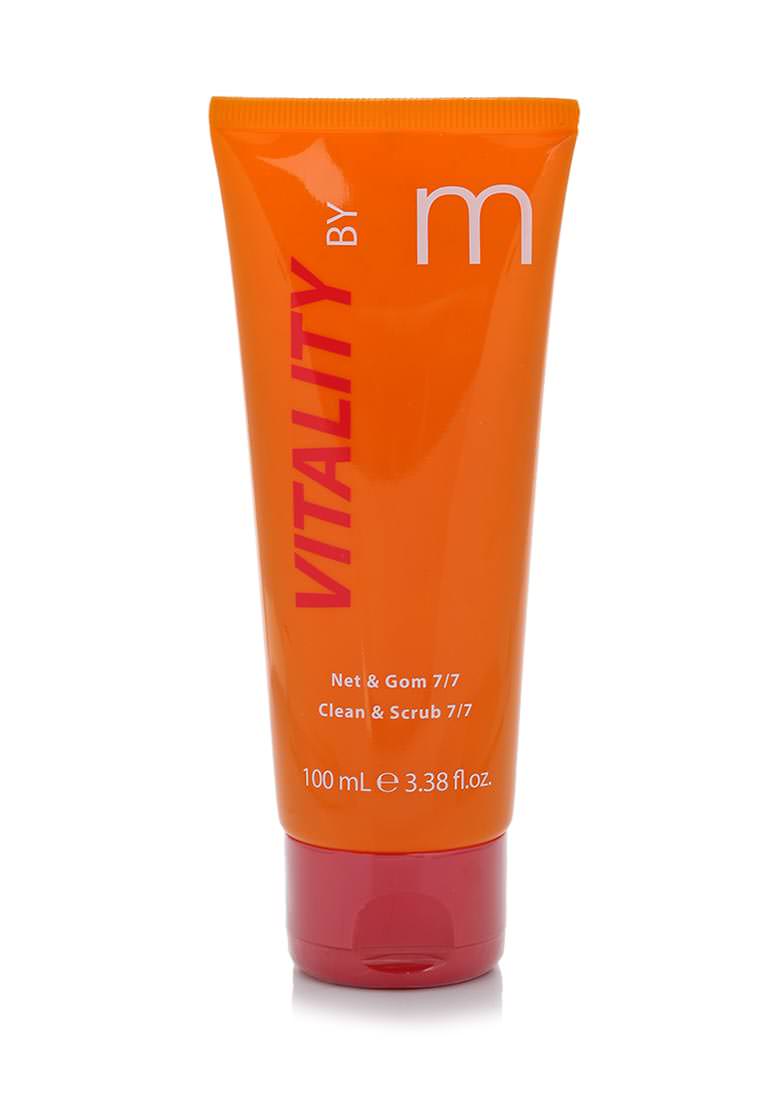 VITALITY BY
m
Net & Gom 7/7
Clean & Scrub 7/7
100 mL ℮ 3.38 fl.oz.